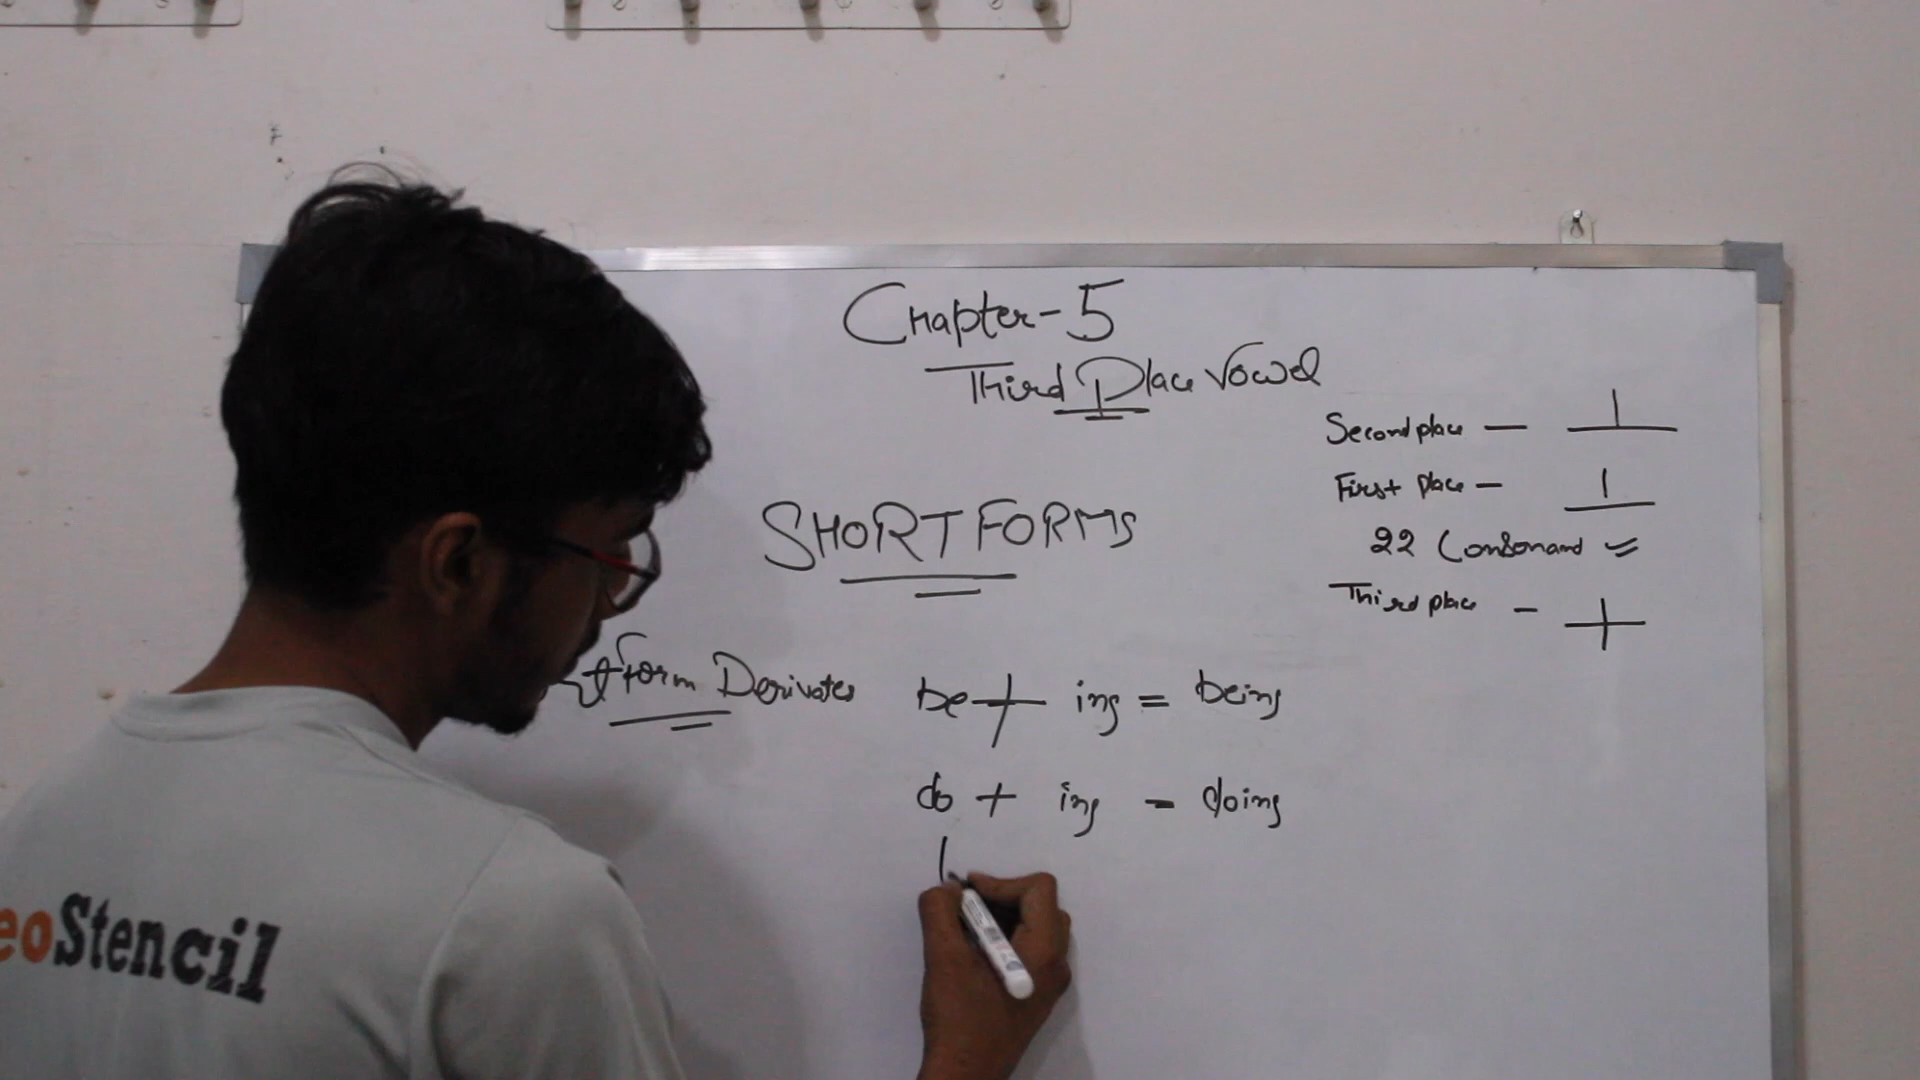 Chapter-5
Third Place Vowel
Second place —
First place —
SHORT FORMS
22 Consonand
Third place —
form Derivates
be + ing = being
do + ing = doing
eoStencil